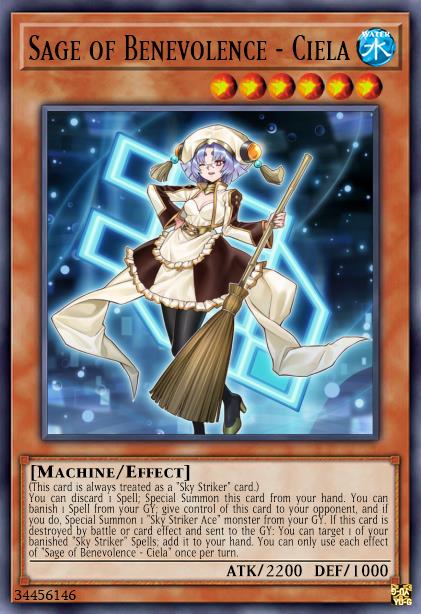 SAGE OF BENEVOLENCE - CIELA
WATER
水
[MACHINE/EFFECT]
(This card is always treated as a "Sky Striker" card.)
You can discard 1 Spell; Special Summon this card from your hand. You can
banish 1 Spell from your GY; give control of this card to your opponent, and if
you do, Special Summon 1 "Sky Striker Ace" monster from your GY. If this card is
destroyed by battle or card effect and sent to the GY: You can target 1 of your
banished "Sky Striker" Spells; add it to your hand. You can only use each effect
of "Sage of Benevolence - Ciela" once per turn.
ATK/2200 DEF/1000
34456146